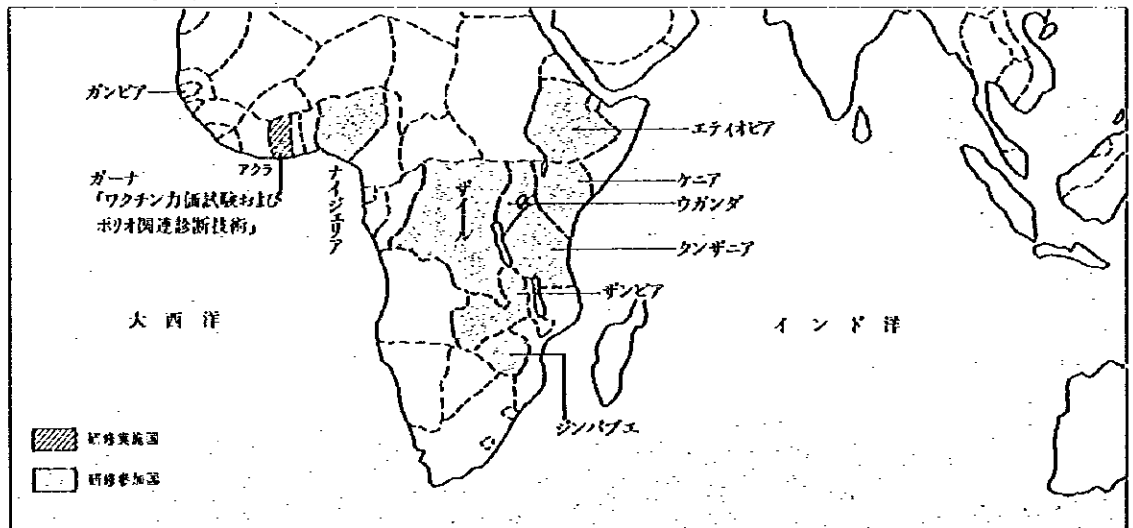 ガンビア
アクラ
ガーナ
「ワクチン力価試験および
ポリオ関連診断技術」
ナイジェリア
ザイール
エティオピア
ケニア
ウガンダ
タンザニア
ザンビア
ジンバブエ
大西洋
インド洋
研修実施国
研修参加国